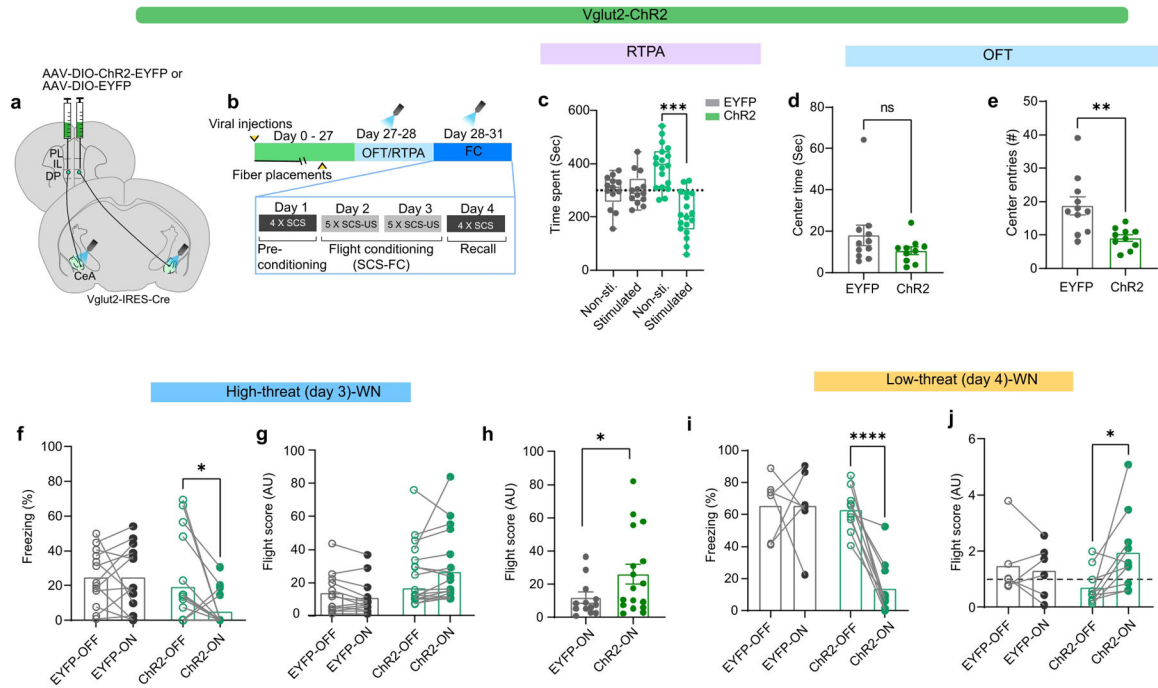 Vglut2-ChR2
RTPA
OFT
AAV-DIO-ChR2-EYFP or
AAV-DIO-EYFP
a
PL
IL
DP
CeA
Vglut2-IRES-Cre
b
Viral injections
Day 0 - 27
Day 27-28
Day 28-31
OFT/RTPA
FC
Fiber placements
Day 1
Day 2
Day 3
Day 4
4 X SCS
5 X SCS-US
5 X SCS-US
4 X SCS
Pre-
conditioning
Flight conditioning
(SCS-FC)
Recall
c
EYFP
ChR2
***
Time spent (Sec)
600
400
200
0
Non-sti.
Stimulated
Non-sti.
Stimulated
d
ns
Center time (Sec)
80
60
40
20
0
EYFP
ChR2
e
**
Center entries (#)
50
40
30
20
10
0
EYFP
ChR2
High-threat (day 3)-WN
Low-threat (day 4)-WN
f
*
Freezing (%)
100
80
60
40
20
0
EYFP-OFF
EYFP-ON
ChR2-OFF
ChR2-ON
g
Flight score (AU)
100
80
60
40
20
0
EYFP-OFF
EYFP-ON
ChR2-OFF
ChR2-ON
h
*
Flight score (AU)
100
80
60
40
20
0
EYFP-ON
ChR2-ON
i
****
Freezing (%)
100
80
60
40
20
0
EYFP-OFF
EYFP-ON
ChR2-OFF
ChR2-ON
j
*
Flight score (AU)
6
4
2
0
EYFP-OFF
EYFP-ON
ChR2-OFF
ChR2-ON